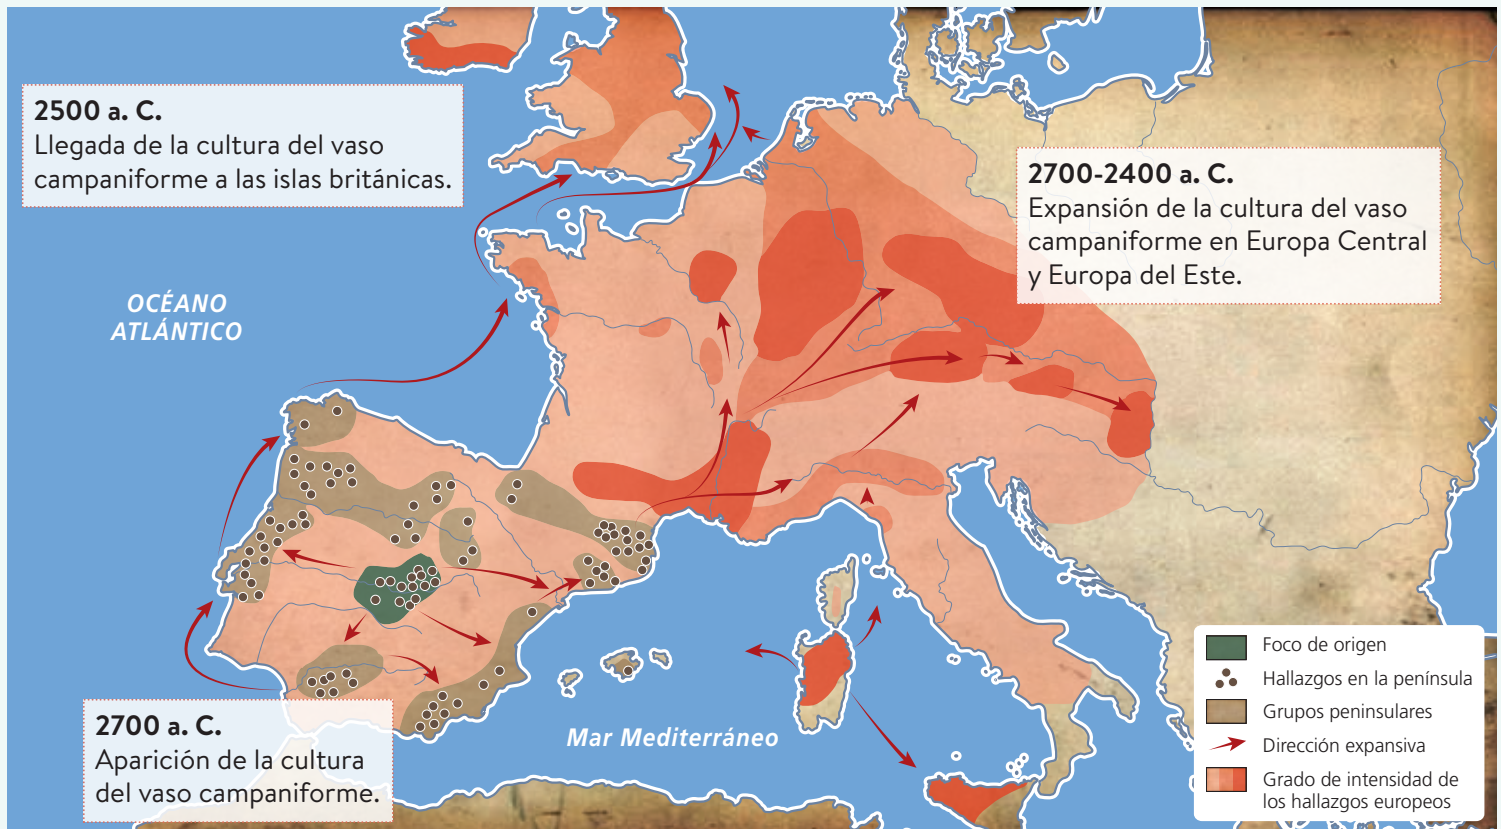 2500 a. C.
Llegada de la cultura del vaso
campaniforme a las islas británicas.
2700-2400 a. C.
Expansión de la cultura del vaso
campaniforme en Europa Central
y Europa del Este.
OCÉANO
ATLÁNTICO
2700 a. C.
Aparición de la cultura
del vaso campaniforme.
Mar Mediterráneo
Foco de origen
Hallazgos en la península
Grupos peninsulares
Dirección expansiva
Grado de intensidad de
los hallazgos europeos